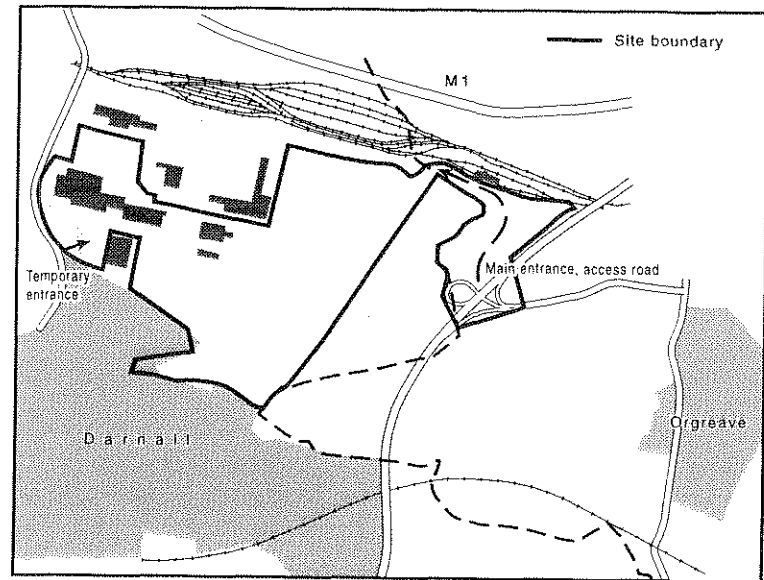 Site boundary
M1
Main entrance, access road
Temporary
entrance
Orgreave
Darnall